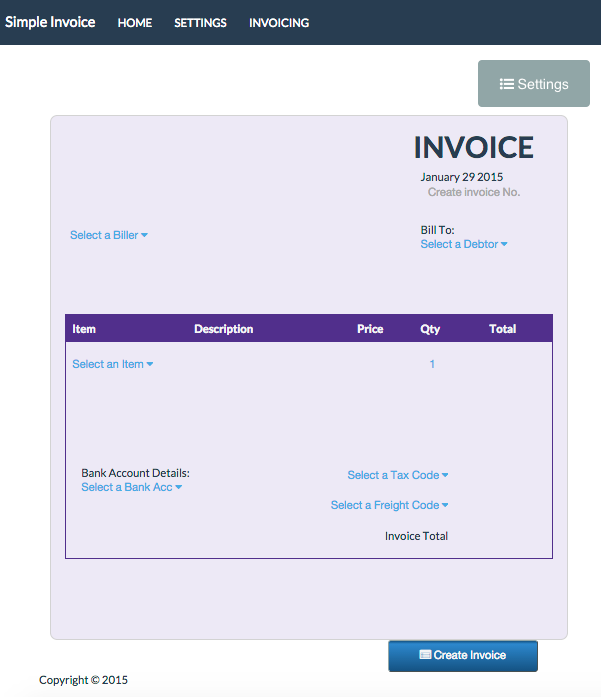 Simple Invoice HOME SETTINGS INVOICING
Settings
INVOICE
January 29 2015
Create invoice No.
Select a Biller
Bill To:
Select a Debtor
Item Description Price Qty Total
Select an Item 1
Bank Account Details:
Select a Bank Acc
Select a Tax Code
Select a Freight Code
Invoice Total
Create Invoice
Copyright © 2015